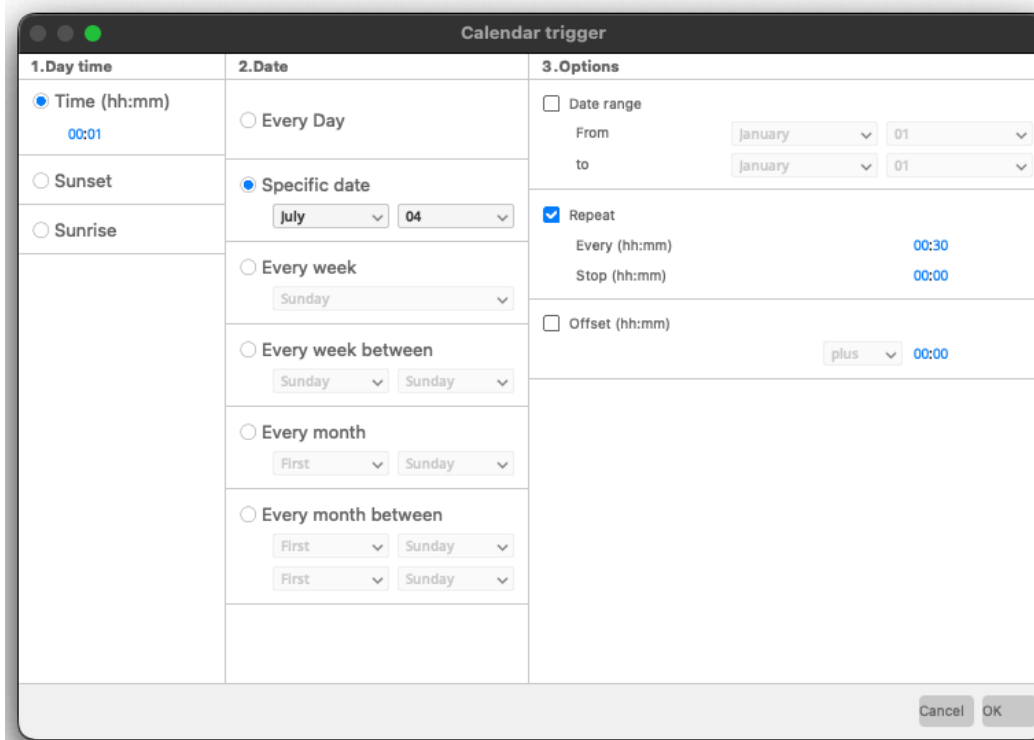 Calendar trigger
1.Day time
Time (hh:mm)
00:01
Sunset
Sunrise
2.Date
Every Day
Specific date
July 04
Every week
Sunday
Every week between
Sunday Sunday
Every month
First Sunday
Every month between
First Sunday
First Sunday
3.Options
Date range
From January 01
to January 01
Repeat
Every (hh:mm) 00:30
Stop (hh:mm) 00:00
Offset (hh:mm)
plus 00:00
Cancel OK